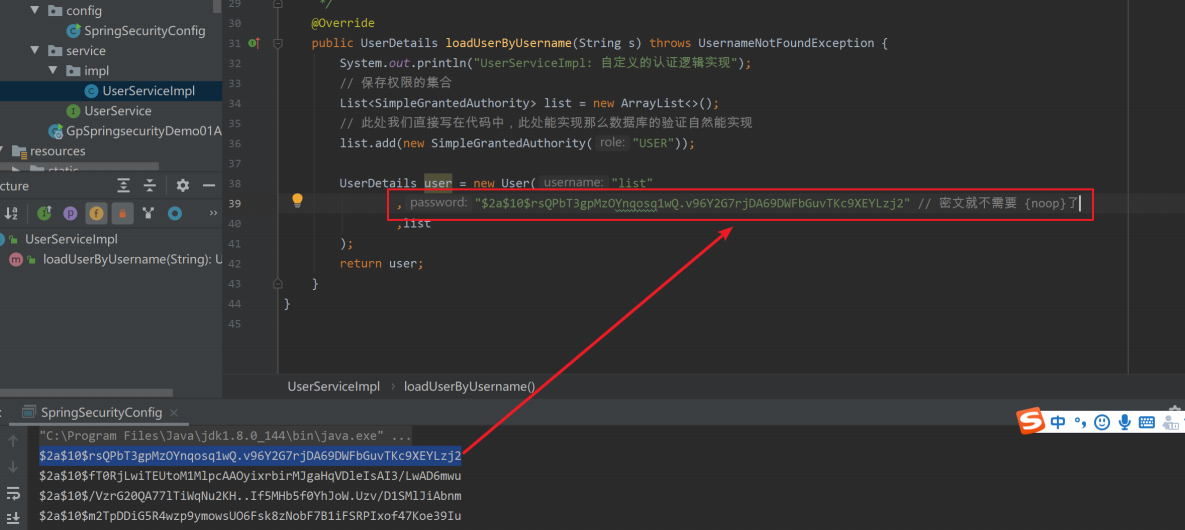 config
SpringSecurityConfig
service
impl
UserServiceImpl
UserService
GpSpringsecurityDemo01A
resources
static
cture
UserServiceImpl
loadUserByUsername(String): U
29 */
30 @Override
31 public UserDetails loadUserByUsername(String s) throws UsernameNotFoundException {
32 System.out.println("UserServiceImpl: 自定义的认证逻辑实现");
33 // 保存权限的集合
34 List<SimpleGrantedAuthority> list = new ArrayList<>();
35 // 此处我们直接写在代码中，此处能实现那么数据库的验证自然能实现
36 list.add(new SimpleGrantedAuthority( role: "USER"));
37
38 UserDetails user = new User( username: "list"
39 , password: "$2a$10$rsQPbT3gpMzOYnqosq1wQ.v96Y2G7rjDA69DWFbGuvTKc9XEYLzj2" // 密文就不需要 {noop}了
40 ,list
41 );
42 return user;
43 }
44 }
45
UserServiceImpl › loadUserByUsername()
: SpringSecurityConfig ×
"C:\Program Files\Java\jdk1.8.0_144\bin\java.exe" ...
$2a$10$rsQPbT3gpMzOYnqosq1wQ.v96Y2G7rjDA69DWFbGuvTKc9XEYLzj2
$2a$10$fT0RjLwiTEUtoM1MlpcAAOyixrbirMJgaHqVDleIsAI3/LwAD6mwu
$2a$10$/VzrG20QA77lTiWqNu2KH..If5MHb5f0YhJoW.Uzv/D1SMlJiAbnm
$2a$10$m2TpDDiG5R4wzp9ymowsUO6Fsk8zNobF7B1iFSRPIxof47Koe39Iu
中